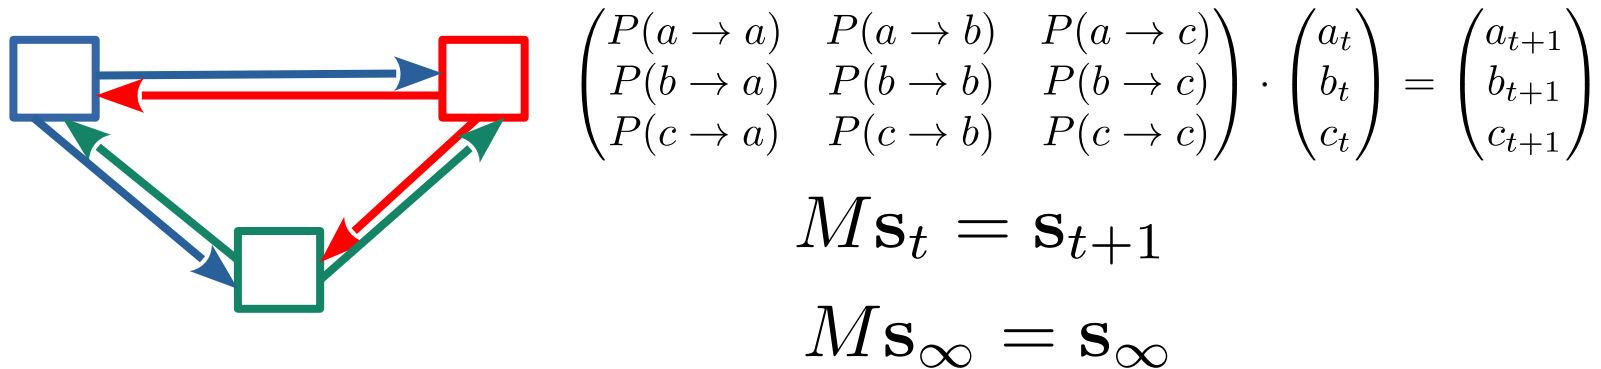 P(a → a) P(a → b) P(a → c) a_t a_{t+1}
P(b → a) P(b → b) P(b → c) · b_t = b_{t+1}
P(c → a) P(c → b) P(c → c) c_t c_{t+1}
M𝐬_t = 𝐬_{t+1}
M𝐬_∞ = 𝐬_∞